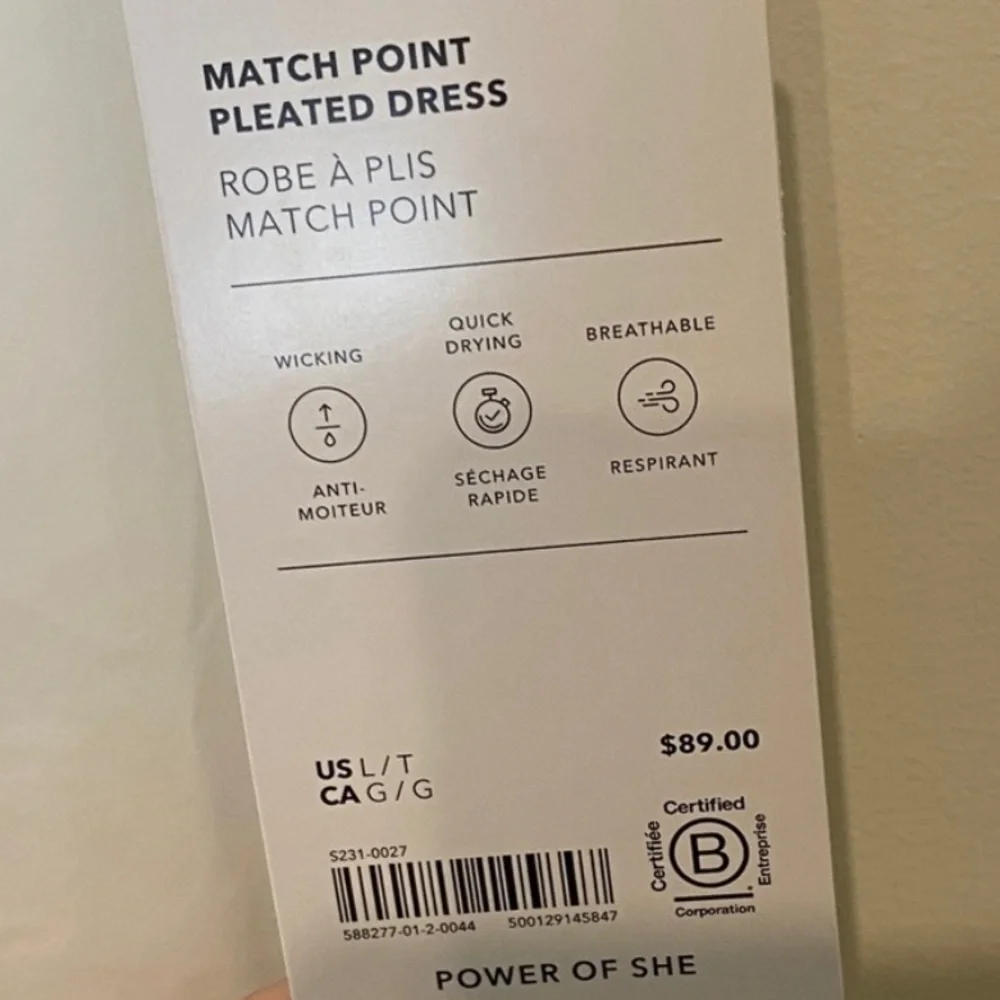 MATCH POINT
PLEATED DRESS
ROBE À PLIS
MATCH POINT
WICKING
ANTI-
MOITEUR
QUICK
DRYING
SÉCHAGE
RAPIDE
BREATHABLE
RESPIRANT
US L / T
CA G / G
$89.00
S231-0027
588277-01-2-0044 500129145847
Certified
Certifiée
B
Entreprise
Corporation
POWER OF SHE